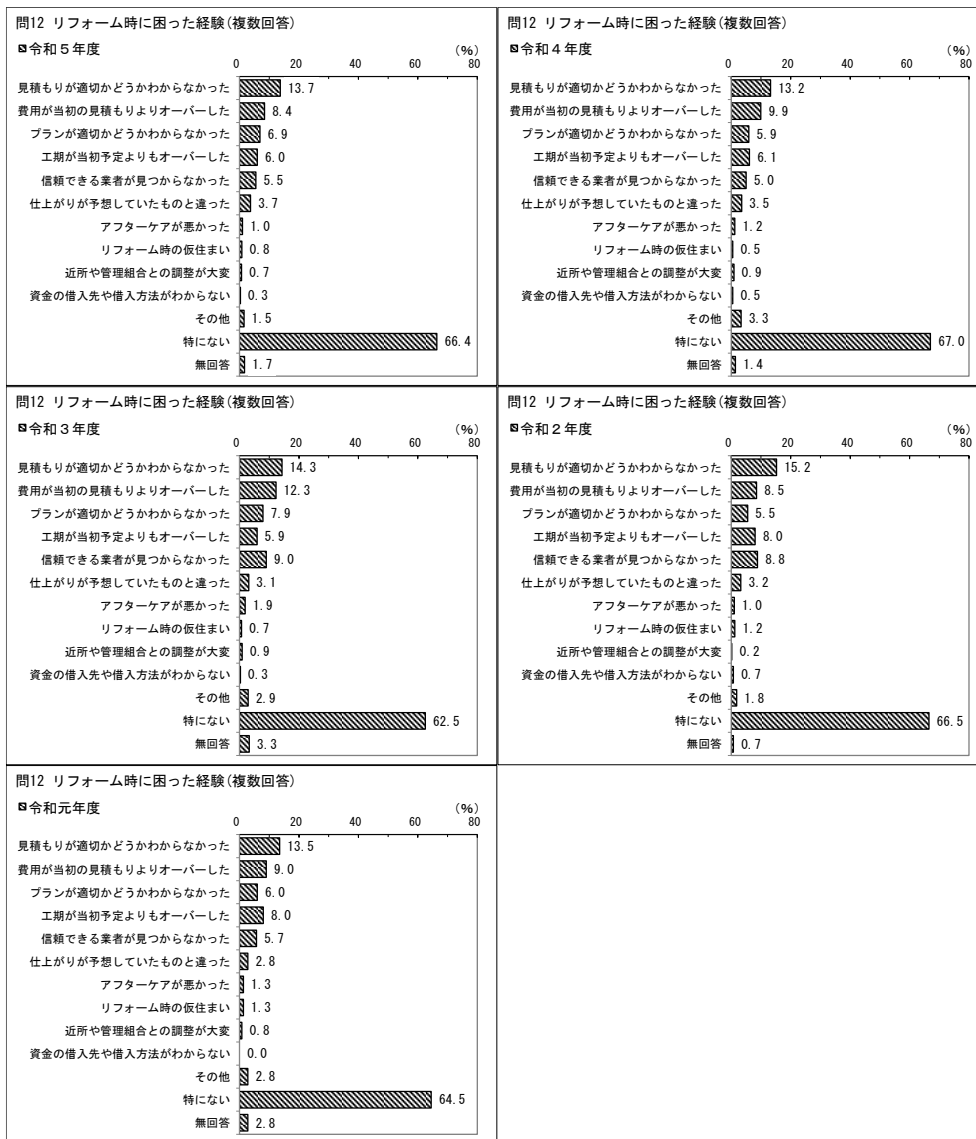 問12 リフォーム時に困った経験(複数回答)
令和５年度
(%)
0 20 40 60 80
見積もりが適切かどうかわからなかった 13.7
費用が当初の見積もりよりオーバーした 8.4
プランが適切かどうかわからなかった 6.9
工期が当初予定よりもオーバーした 6.0
信頼できる業者が見つからなかった 5.5
仕上がりが予想していたものと違った 3.7
アフターケアが悪かった 1.0
リフォーム時の仮住まい 0.8
近所や管理組合との調整が大変 0.7
資金の借入先や借入方法がわからない 0.3
その他 1.5
特にない 66.4
無回答 1.7
問12 リフォーム時に困った経験(複数回答)
令和４年度
(%)
0 20 40 60 80
見積もりが適切かどうかわからなかった 13.2
費用が当初の見積もりよりオーバーした 9.9
プランが適切かどうかわからなかった 5.9
工期が当初予定よりもオーバーした 6.1
信頼できる業者が見つからなかった 5.0
仕上がりが予想していたものと違った 3.5
アフターケアが悪かった 1.2
リフォーム時の仮住まい 0.5
近所や管理組合との調整が大変 0.9
資金の借入先や借入方法がわからない 0.5
その他 3.3
特にない 67.0
無回答 1.4
問12 リフォーム時に困った経験(複数回答)
令和３年度
(%)
0 20 40 60 80
見積もりが適切かどうかわからなかった 14.3
費用が当初の見積もりよりオーバーした 12.3
プランが適切かどうかわからなかった 7.9
工期が当初予定よりもオーバーした 5.9
信頼できる業者が見つからなかった 9.0
仕上がりが予想していたものと違った 3.1
アフターケアが悪かった 1.9
リフォーム時の仮住まい 0.7
近所や管理組合との調整が大変 0.9
資金の借入先や借入方法がわからない 0.3
その他 2.9
特にない 62.5
無回答 3.3
問12 リフォーム時に困った経験(複数回答)
令和２年度
(%)
0 20 40 60 80
見積もりが適切かどうかわからなかった 15.2
費用が当初の見積もりよりオーバーした 8.5
プランが適切かどうかわからなかった 5.5
工期が当初予定よりもオーバーした 8.0
信頼できる業者が見つからなかった 8.8
仕上がりが予想していたものと違った 3.2
アフターケアが悪かった 1.0
リフォーム時の仮住まい 1.2
近所や管理組合との調整が大変 0.2
資金の借入先や借入方法がわからない 0.7
その他 1.8
特にない 66.5
無回答 0.7
問12 リフォーム時に困った経験(複数回答)
令和元年度
(%)
0 20 40 60 80
見積もりが適切かどうかわからなかった 13.5
費用が当初の見積もりよりオーバーした 9.0
プランが適切かどうかわからなかった 6.0
工期が当初予定よりもオーバーした 8.0
信頼できる業者が見つからなかった 5.7
仕上がりが予想していたものと違った 2.8
アフターケアが悪かった 1.3
リフォーム時の仮住まい 1.3
近所や管理組合との調整が大変 0.8
資金の借入先や借入方法がわからない 0.0
その他 2.8
特にない 64.5
無回答 2.8